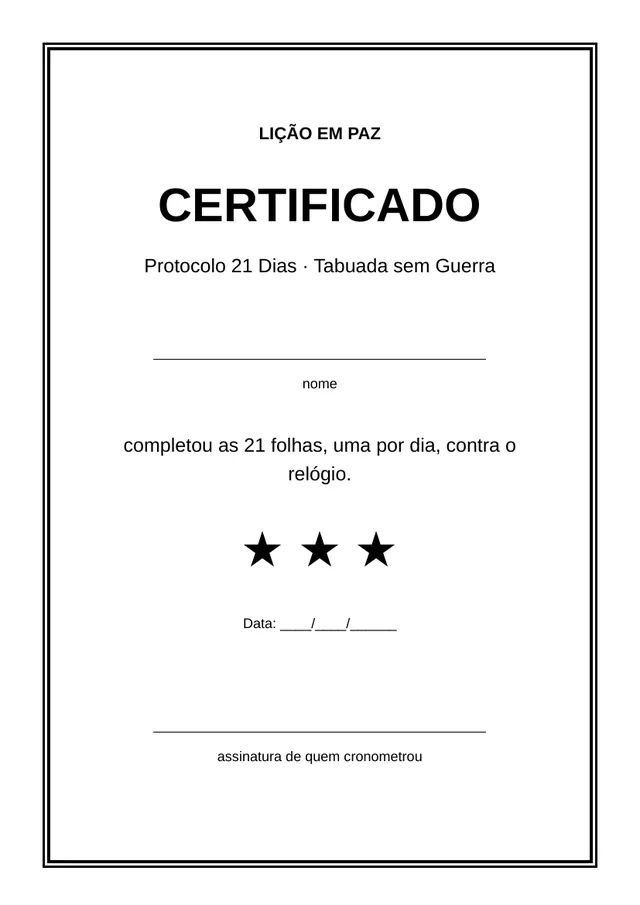 LIÇÃO EM PAZ
CERTIFICADO
Protocolo 21 Dias · Tabuada sem Guerra
nome
completou as 21 folhas, uma por dia, contra o
relógio.
★ ★ ★
Data: ____/____/______
assinatura de quem cronometrou